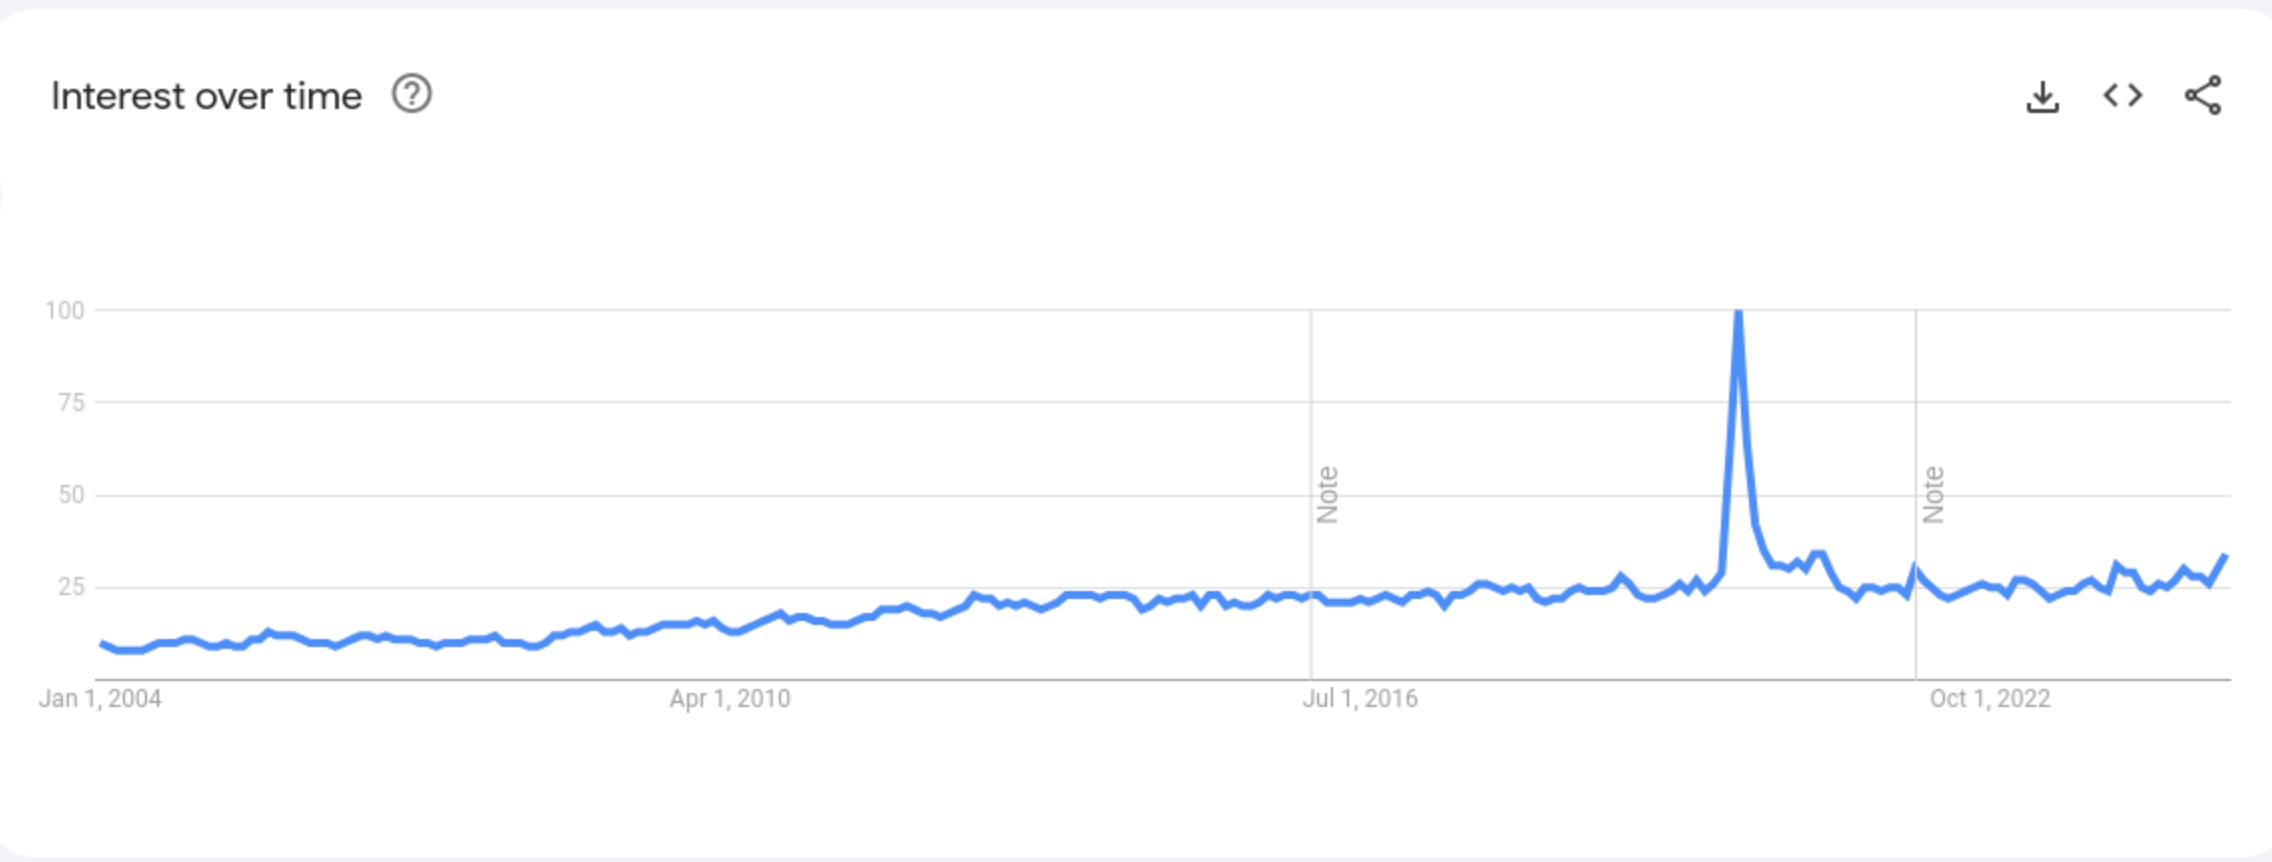 Interest over time
100
75
50
25
Note
Note
Jan 1, 2004
Apr 1, 2010
Jul 1, 2016
Oct 1, 2022